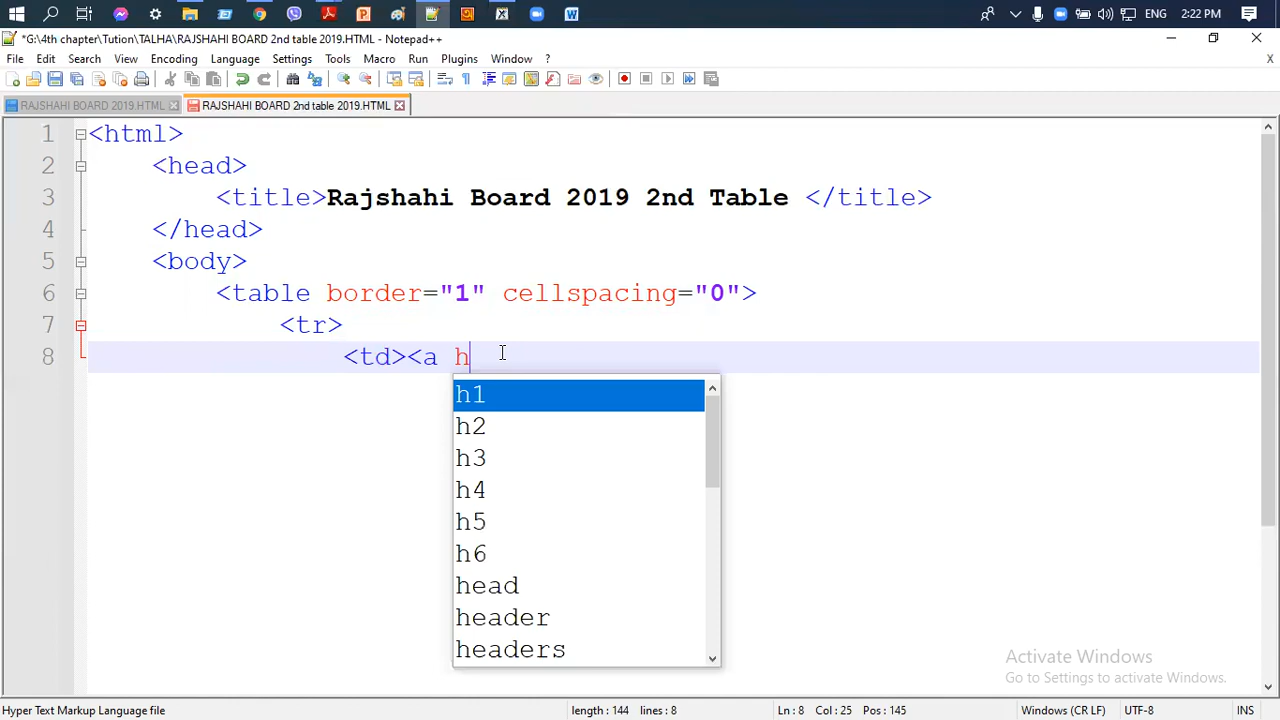 ENG 2:22 PM
*G:\4th chapter\Tution\TALHA\RAJSHAHI BOARD 2nd table 2019.HTML - Notepad++
File Edit Search View Encoding Language Settings Tools Macro Run Plugins Window ? X
RAJSHAHI BOARD 2019.HTML RAJSHAHI BOARD 2nd table 2019.HTML
1 <html>
2 <head>
3 <title>Rajshahi Board 2019 2nd Table </title>
4 </head>
5 <body>
6 <table border="1" cellspacing="0">
7 <tr>
8 <td><a h
h1
h2
h3
h4
h5
h6
head
header
headers
Activate Windows
Go to Settings to activate Windows.
Hyper Text Markup Language file length : 144 lines : 8 Ln : 8 Col : 25 Pos : 145 Windows (CR LF) UTF-8 INS